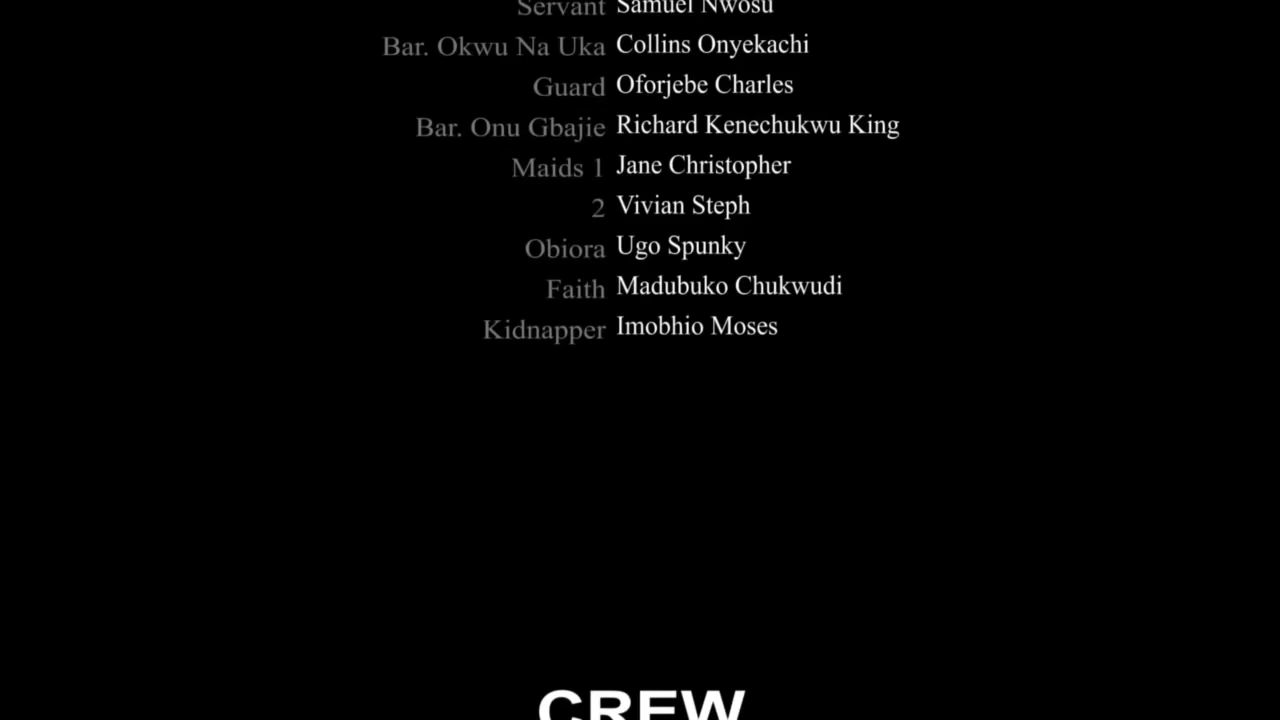 Servant Samuel Nwosu
Bar. Okwu Na Uka Collins Onyekachi
Guard Oforjebe Charles
Bar. Onu Gbajie Richard Kenechukwu King
Maids 1 Jane Christopher
2 Vivian Steph
Obiora Ugo Spunky
Faith Madubuko Chukwudi
Kidnapper Imobhio Moses
CREW